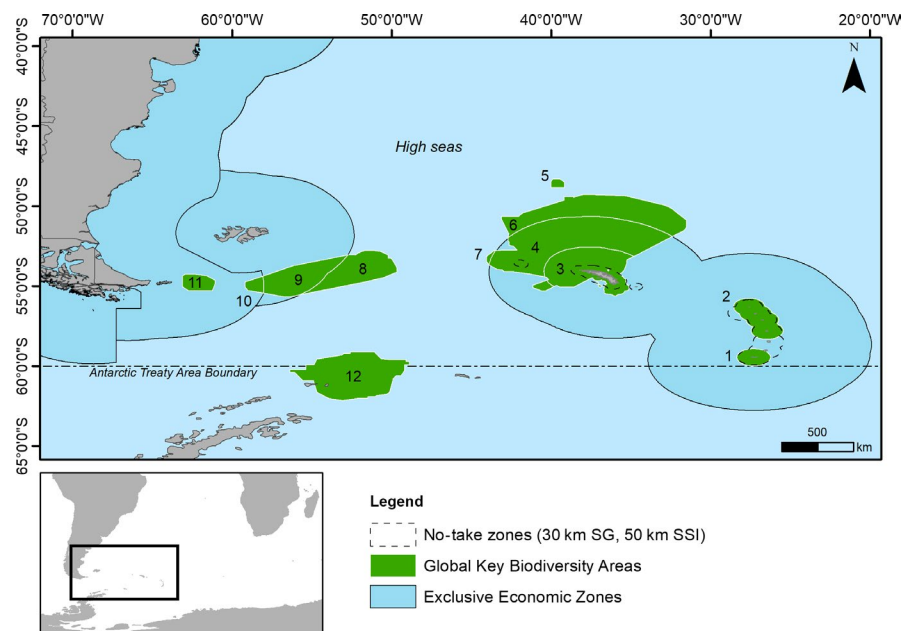 70°0'0"W 60°0'0"W 50°0'0"W 40°0'0"W 30°0'0"W 20°0'0"W
40°0'0"S
45°0'0"S
50°0'0"S
55°0'0"S
60°0'0"S
65°0'0"S
N
High seas
5
6
4
7
3
8
9
11
10
2
1
12
Antarctic Treaty Area Boundary
500
km
Legend
No-take zones (30 km SG, 50 km SSI)
Global Key Biodiversity Areas
Exclusive Economic Zones